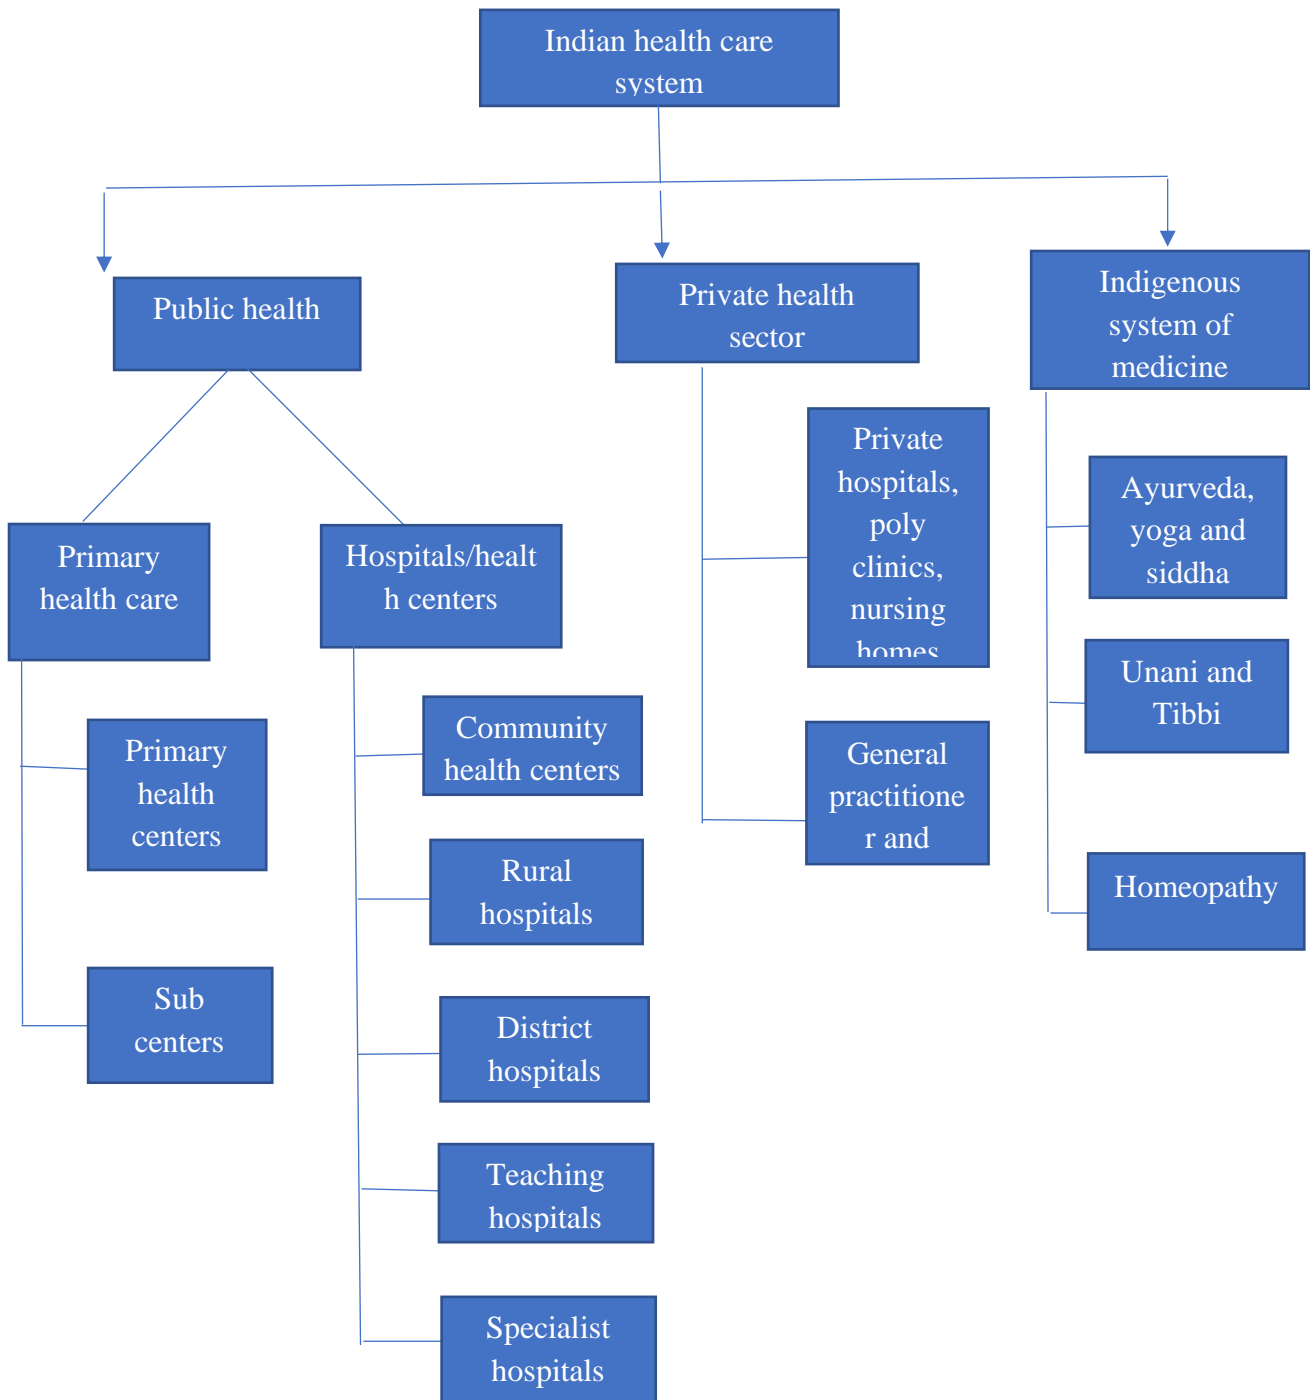 Indian health care
system
Public health
Private health
sector
Indigenous
system of
medicine
Primary
health care
Hospitals/healt
h centers
Private
hospitals,
poly
clinics,
nursing
homes
Ayurveda,
yoga and
siddha
Unani and
Tibbi
Homeopathy
Primary
health
centers
Sub
centers
Community
health centers
Rural
hospitals
District
hospitals
Teaching
hospitals
Specialist
hospitals
General
practitione
r and